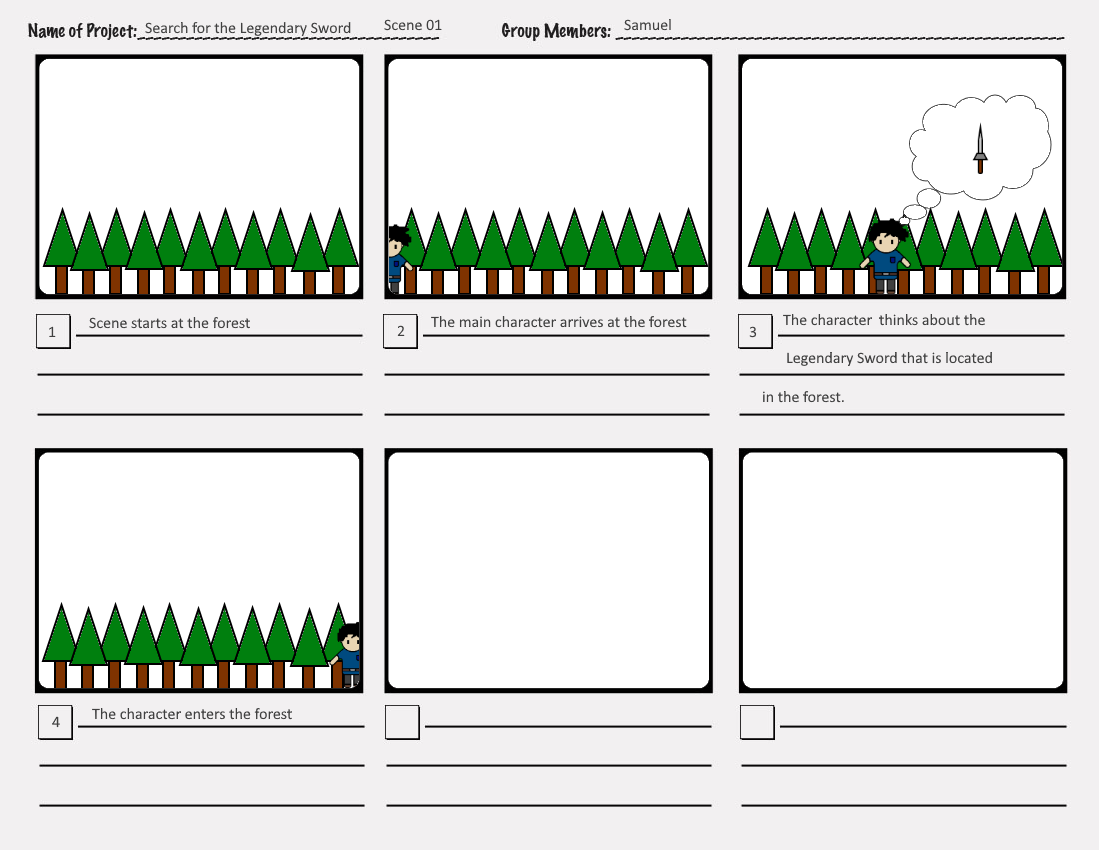 Name of Project: Search for the Legendary Sword Scene 01 Group Members: Samuel
1 Scene starts at the forest
2 The main character arrives at the forest
3 The character thinks about the
Legendary Sword that is located
in the forest.
4 The character enters the forest